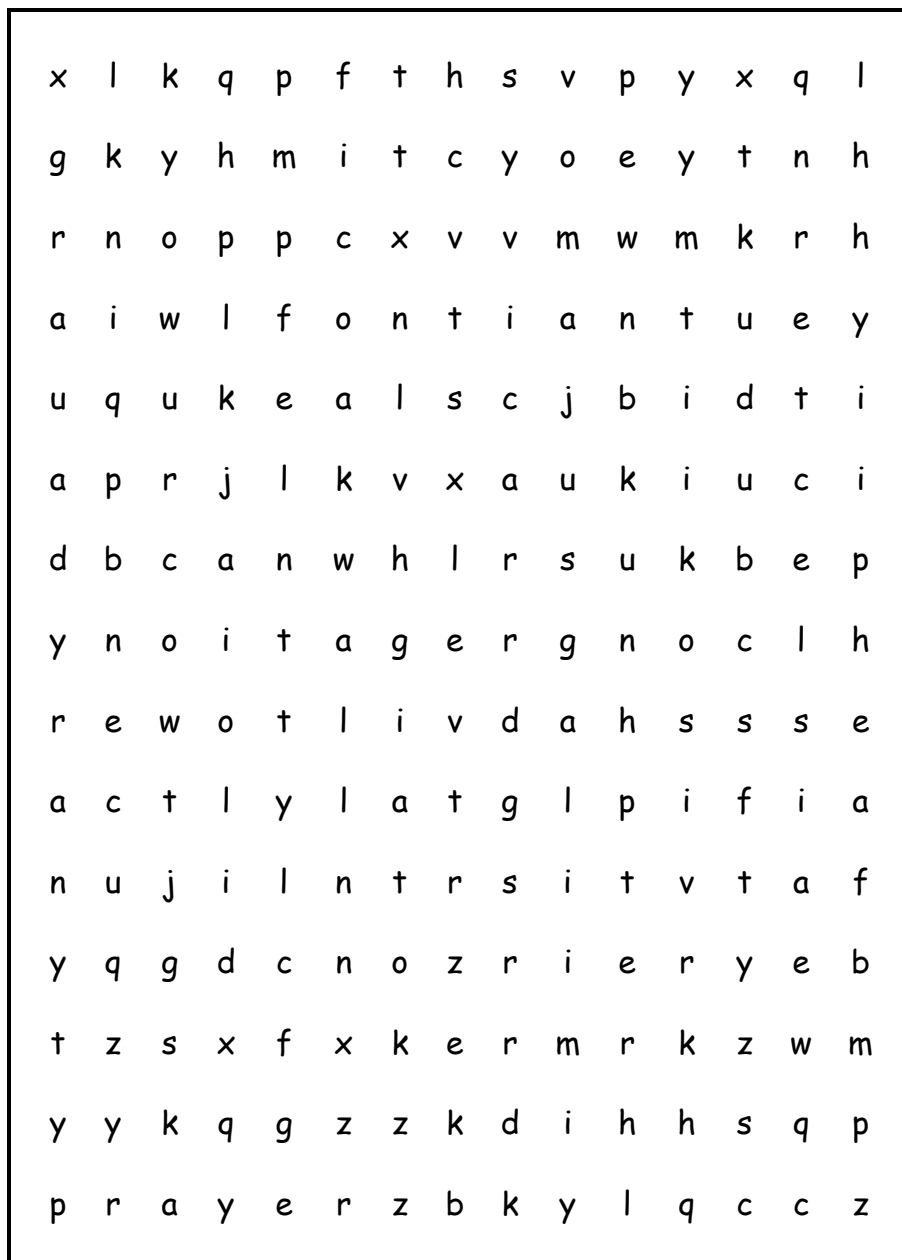 x l k q p f t h s v p y x q l
g k y h m i t c y o e y t n h
r n o p p c x v v m w m k r h
a i w l f o n t i a n t u e y
u q u k e a l s c j b i d t i
a p r j l k v x a u k i u c i
d b c a n w h l r s u k b e p
y n o i t a g e r g n o c l h
r e w o t l i v d a h s s s e
a c t l y l a t g l p i f i a
n u j i l n t r s i t v t a f
y q g d c n o z r i e r y e b
t z s x f x k e r m r k z w m
y y k q g z z k d i h h s q p
p r a y e r z b k y l q c c z